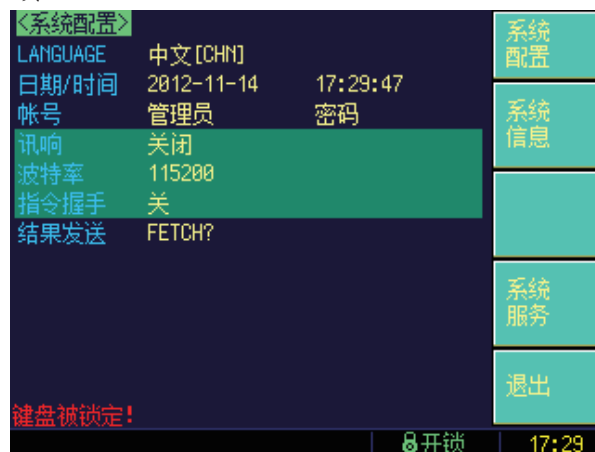 <系统配置>
LANGUAGE 中文[CHN]
日期/时间 2012-11-14 17:29:47
帐号 管理员 密码
讯响 关闭
波特率 115200
指令握手 关
结果发送 FETCH?
系统
配置
系统
信息
系统
服务
退出
键盘被锁定!
开锁 17:29